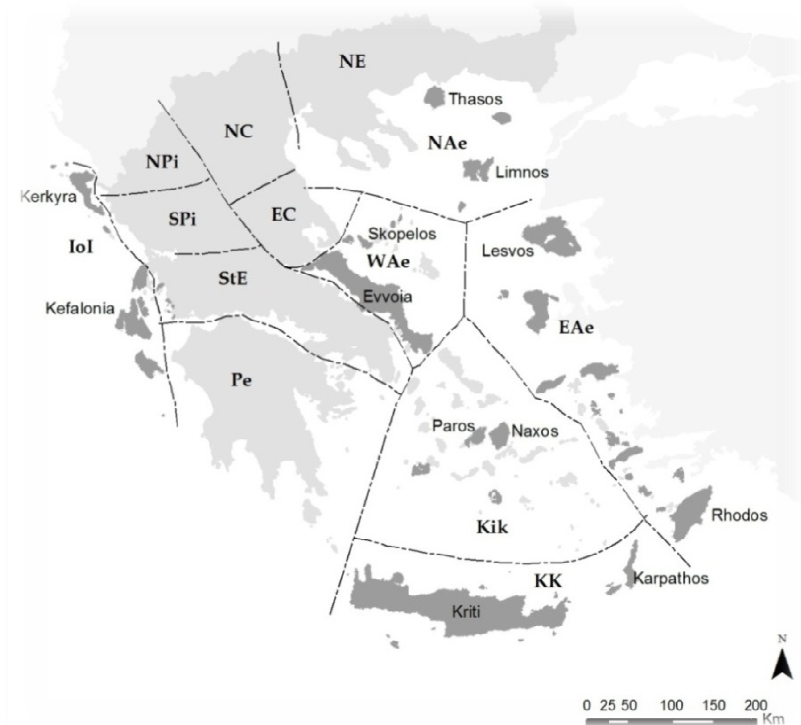 NE
Thasos
NC
NAe
NPi
Limnos
Kerkyra
SPi
EC
Skopelos
IoI
Lesvos
WAe
StE
Evvoia
Kefalonia
EAe
Pe
Paros
Naxos
Rhodos
Kik
KK
Karpathos
Kriti
N
0 25 50 100 150 200
Km